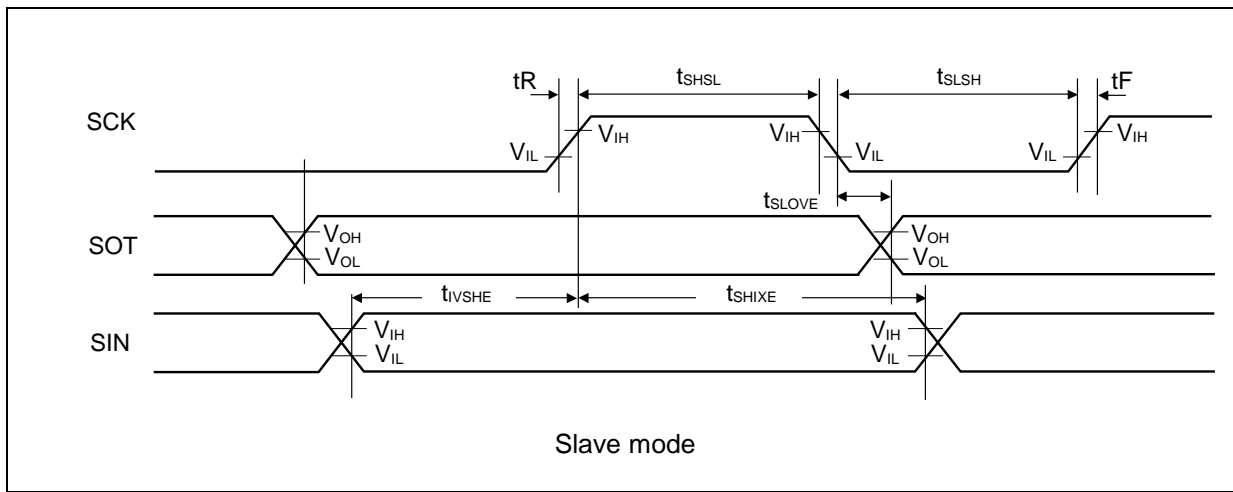 tR tSHSL tSLSH tF
SCK VIH VIH VIH
VIL VIL VIL
tSLOVE
SOT VOH VOH
VOL VOL
tIVSHE tSHIXE
SIN VIH VIH
VIL VIL
Slave mode